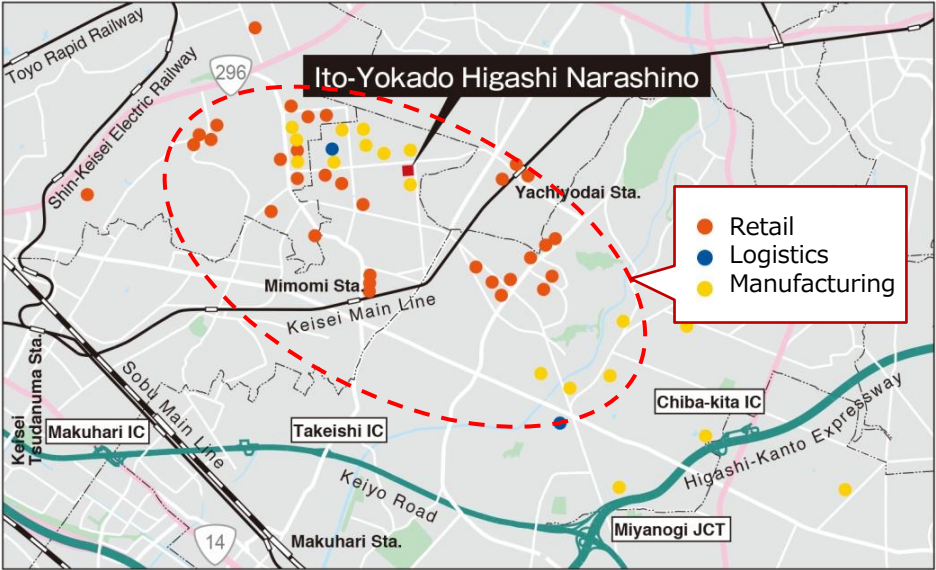 Toyo Rapid Railway
296
Ito-Yokado Higashi Narashino
Shin-Keisei Electric Railway
Yachiyodai Sta.
Retail
Logistics
Manufacturing
Mimomi Sta.
Keisei Main Line
Keisei
Tsudanuma Sta.
Sobu Main Line
Makuhari IC
Takeishi IC
Chiba-kita IC
Higashi-Kanto Expressway
Keiyo Road
Miyanogi JCT
14
Makuhari Sta.